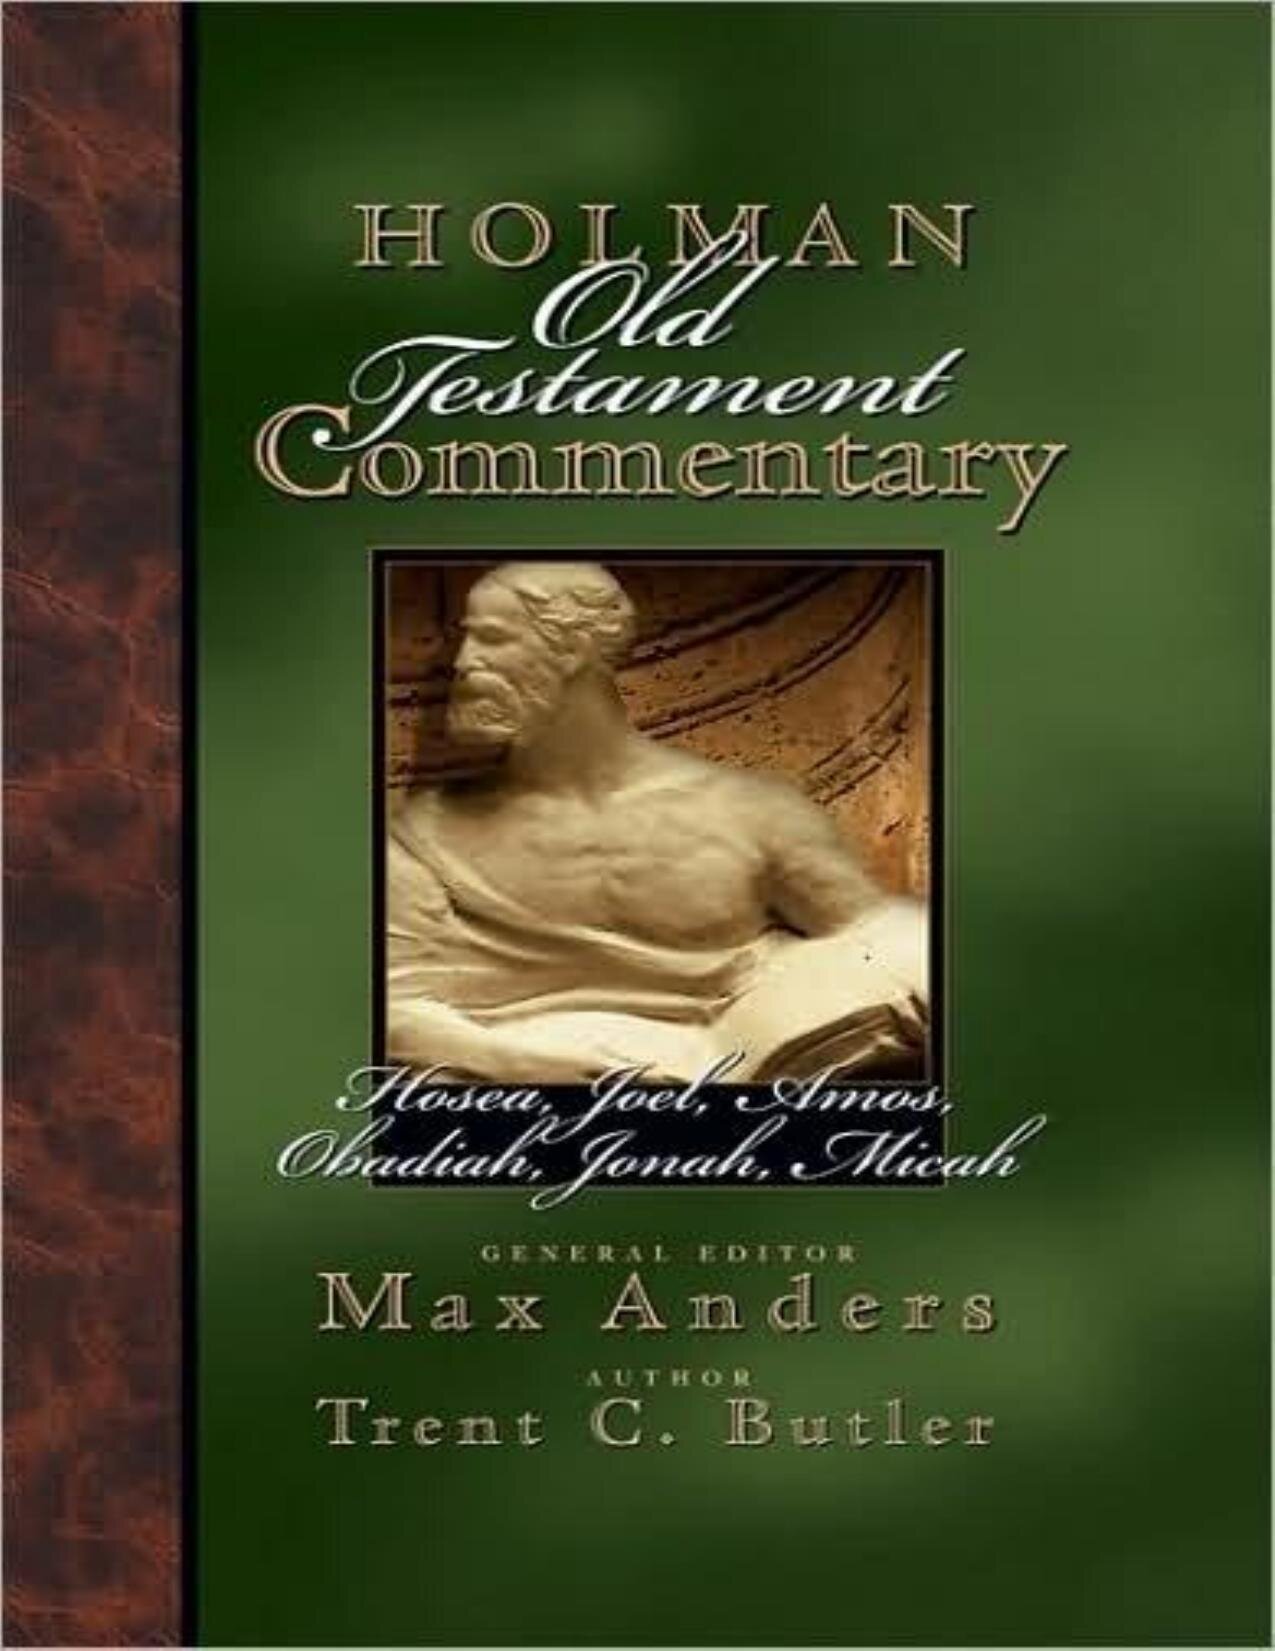 HOLMAN
Old
Testament
Commentary
Hosea, Joel, Amos,
Obadiah, Jonah, Micah
GENERAL EDITOR
Max Anders
AUTHOR
Trent C. Butler